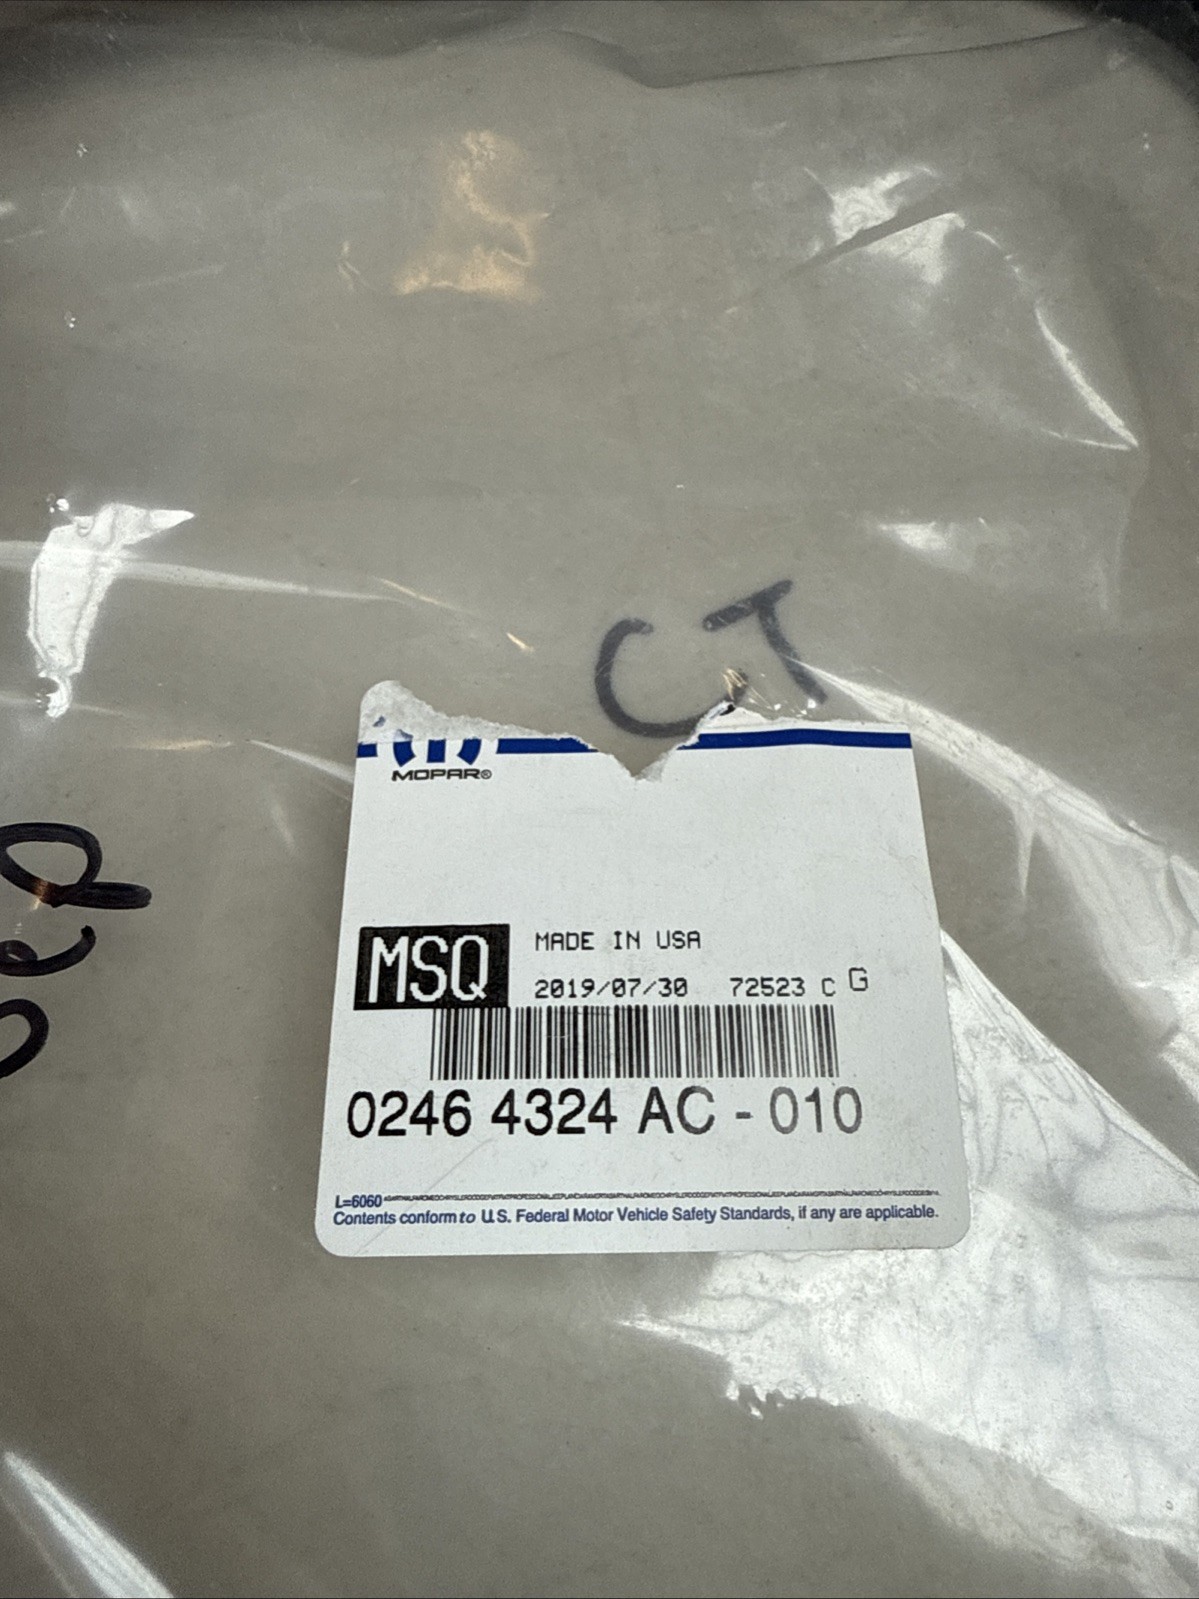 CT
MOPAR®
MSQ
MADE IN USA
2019/07/30 72523 C G
0246 4324 AC - 010
L=6060
Contents conform to U.S. Federal Motor Vehicle Safety Standards, if any are applicable.